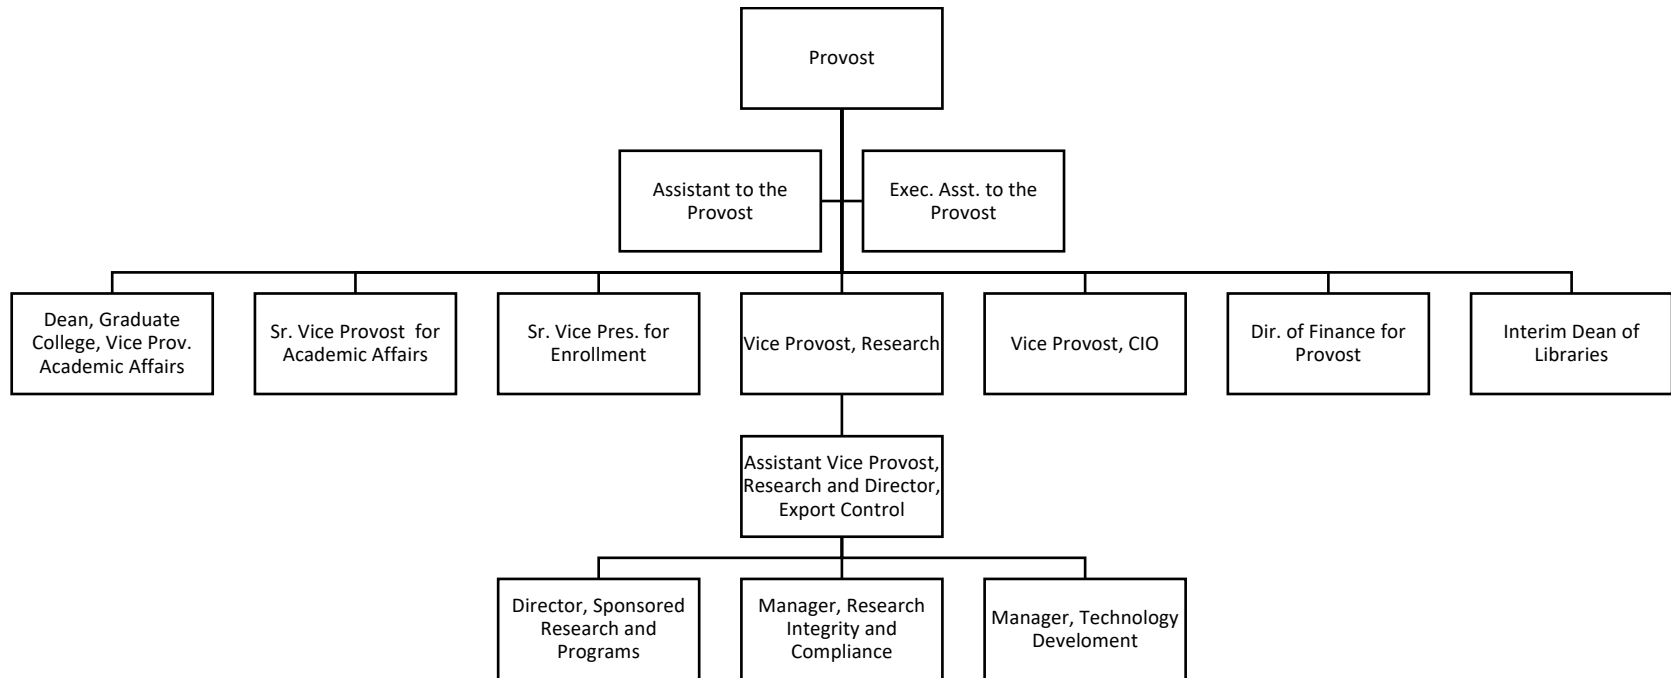 Provost
Assistant to the
Provost
Exec. Asst. to the
Provost
Dean, Graduate
College, Vice Prov.
Academic Affairs
Sr. Vice Provost  for
Academic Affairs
Sr. Vice Pres. for
Enrollment
Vice Provost, Research
Vice Provost, CIO
Dir. of Finance for
Provost
Interim Dean of
Libraries
Assistant Vice Provost,
Research and Director,
Export Control
Director, Sponsored
Research and
Programs
Manager, Research
Integrity and
Compliance
Manager, Technology
Develoment